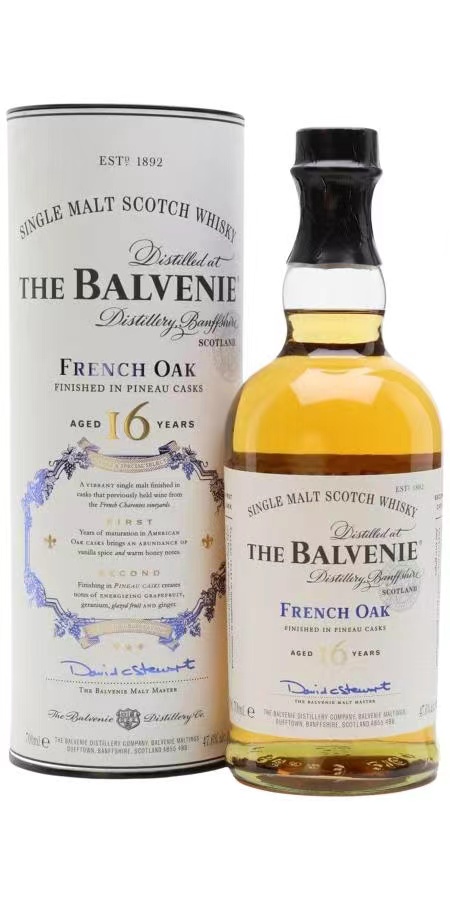 ESTD 1892
SINGLE MALT SCOTCH WHISKY
Distilled at
THE BALVENIE®
Distillery, Banffshire
SCOTLAND
FRENCH OAK
FINISHED IN PINEAU CASKS
AGED 16 YEARS
A VIBRANT single malt finished in
casks that previously held wine from
the French Charentes vineyards
FIRST
Years of maturation in AMERICAN
OAK CASKS brings AN ABUNDANCE OF
vanilla spice and warm honey notes.
SECOND
Finishing in PINEAU CASKS creates
notes of ENERGIZING GRAPEFRUIT,
geranium, glazed fruit AND ginger
David C Stewart
THE BALVENIE MALT MASTER
The Balvenie Distillery Co.
700ml e 47.6%
THE BALVENIE DISTILLERY COMPANY, BALVENIE MALTINGS,
DUFFTOWN, BANFFSHIRE, SCOTLAND AB55 4BB
ESTD 1892
SINGLE MALT SCOTCH WHISKY
Distilled at
THE BALVENIE®
Distillery, Banffshire
SCOTLAND
FRENCH OAK
FINISHED IN PINEAU CASKS
AGED 16 YEARS
David C Stewart
THE BALVENIE MALT MASTER
THE BALVENIE DISTILLERY COMPANY, BALVENIE MALTINGS,
DUFFTOWN, BANFFSHIRE, SCOTLAND AB55 4BB